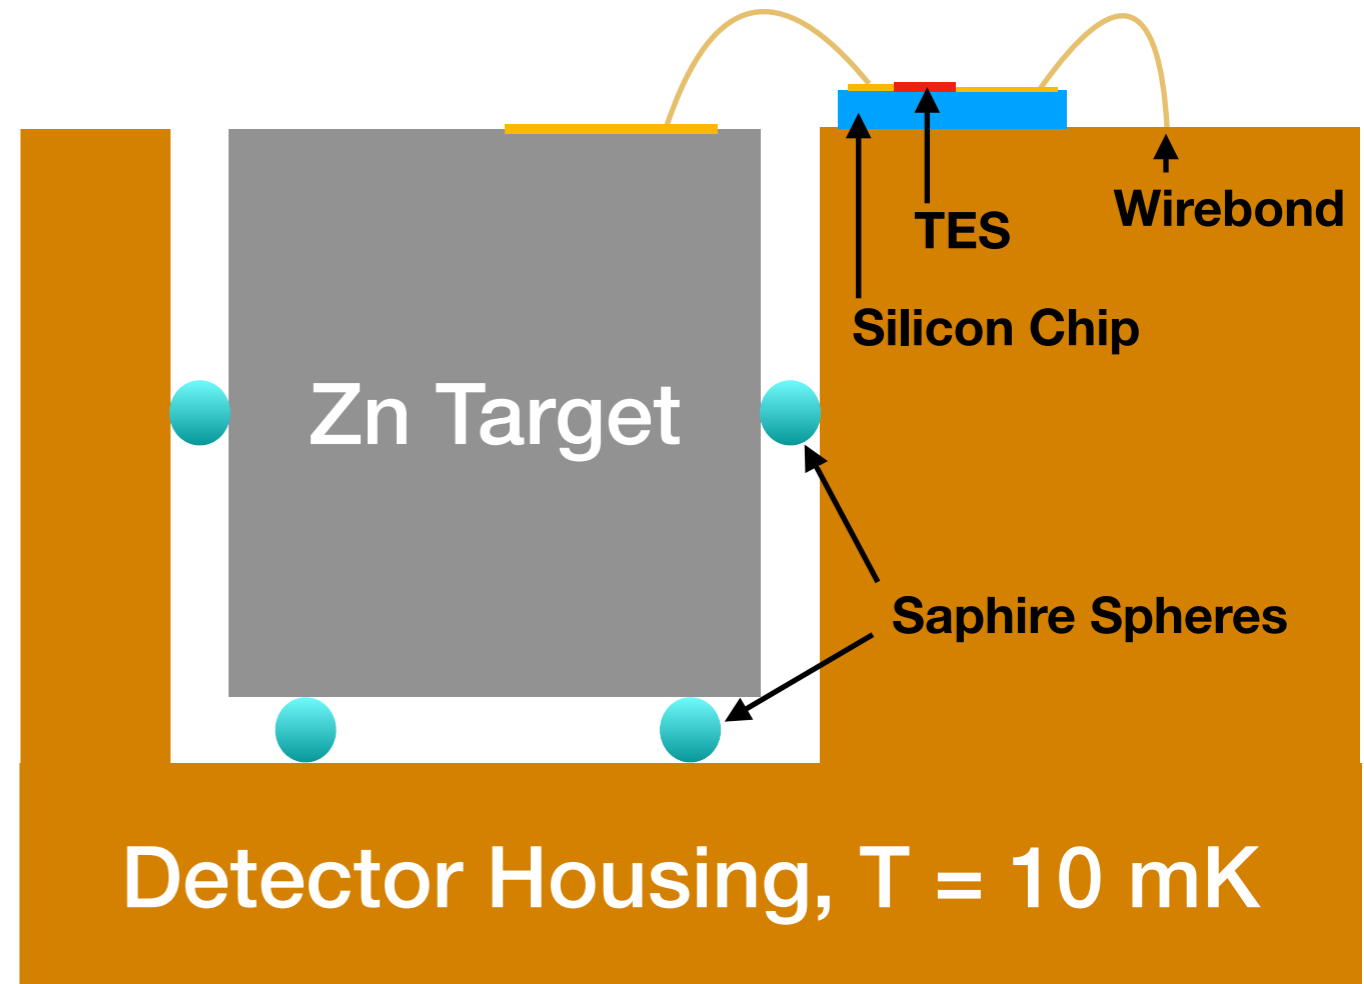 TES
Wirebond
Silicon Chip
Zn Target
Saphire Spheres
Detector Housing, T = 10 mK